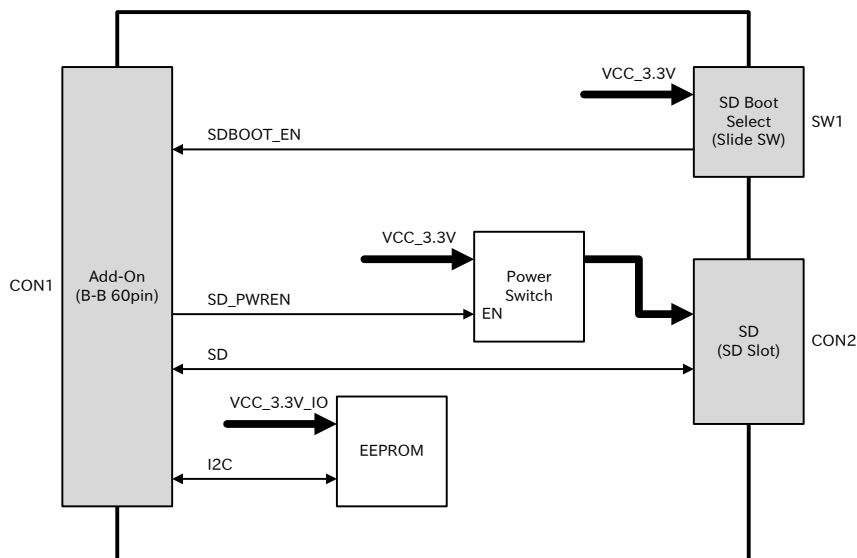 VCC_3.3V
SD Boot
Select
(Slide SW)
SW1
SDBOOT_EN
VCC_3.3V
CON1
Add-On
(B-B 60pin)
Power
Switch
SD_PWREN
EN
SD
(SD Slot)
CON2
SD
VCC_3.3V_IO
EEPROM
I2C